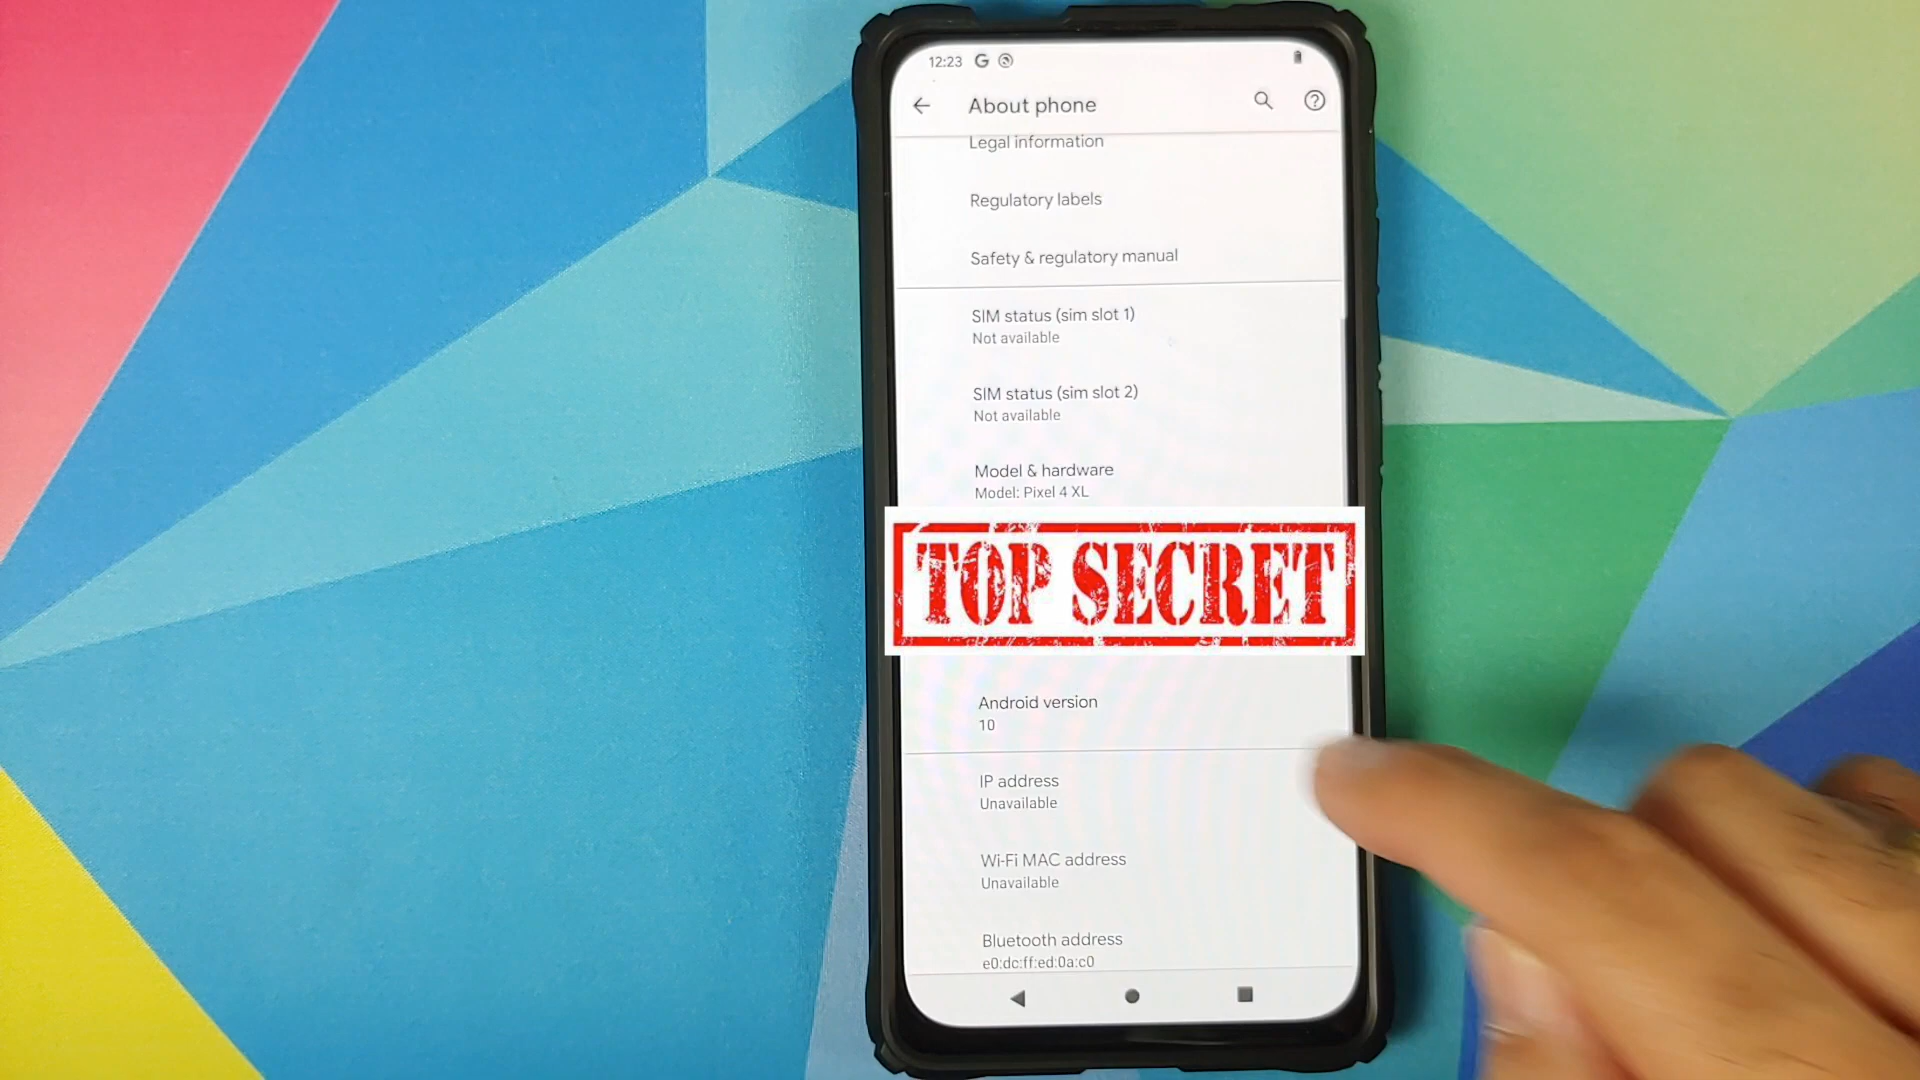 12:23 G
About phone
Legal information
Regulatory labels
Safety & regulatory manual
SIM status (sim slot 1)
Not available
SIM status (sim slot 2)
Not available
Model & hardware
Model: Pixel 4 XL
TOP SECRET
Android version
10
IP address
Unavailable
Wi-Fi MAC address
Unavailable
Bluetooth address
e0:dc:ff:ed:0a:c0